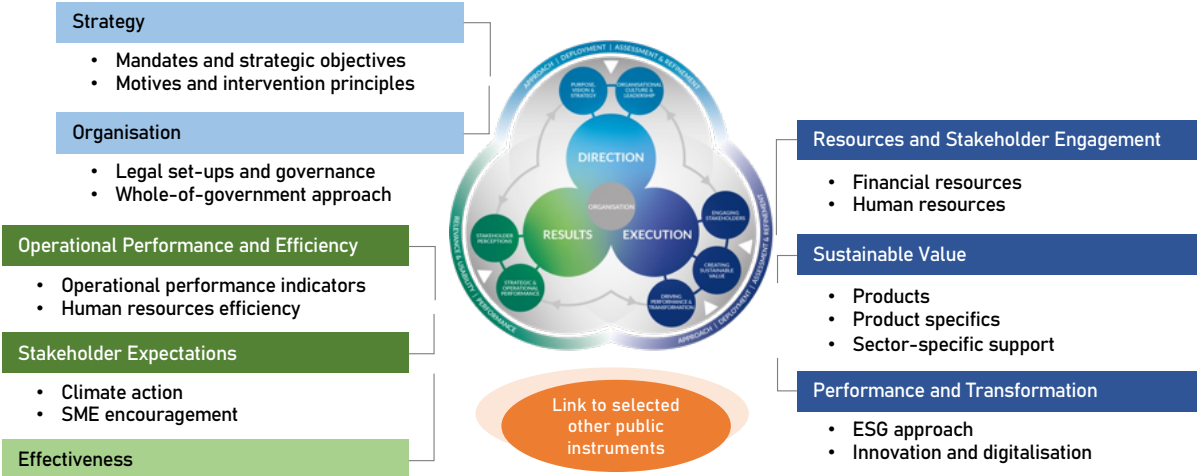 Strategy
• Mandates and strategic objectives
• Motives and intervention principles
Organisation
• Legal set-ups and governance
• Whole-of-government approach
Operational Performance and Efficiency
• Operational performance indicators
• Human resources efficiency
Stakeholder Expectations
• Climate action
• SME encouragement
Effectiveness
APPROACH | DEPLOYMENT | ASSESSMENT & REFINEMENT
PURPOSE,
VISION &
STRATEGY
ORGANISATIONAL
CULTURE &
LEADERSHIP
DIRECTION
ORGANISATION
RESULTS
EXECUTION
STAKEHOLDER
PERCEPTIONS
STRATEGIC &
OPERATIONAL
PERFORMANCE
ENGAGING
STAKEHOLDERS
CREATING
SUSTAINABLE
VALUE
DRIVING
PERFORMANCE &
TRANSFORMATION
RELEVANCE & USABILITY | PERFORMANCE
APPROACH | DEPLOYMENT | ASSESSMENT & REFINEMENT
Link to selected
other public
instruments
Resources and Stakeholder Engagement
• Financial resources
• Human resources
Sustainable Value
• Products
• Product specifics
• Sector-specific support
Performance and Transformation
• ESG approach
• Innovation and digitalisation